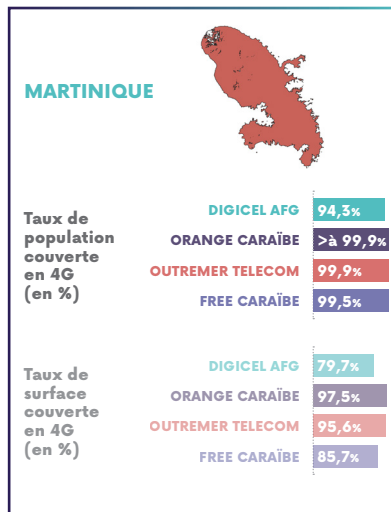 MARTINIQUE
Taux de
population
couverte
en 4G
(en %)
DIGICEL AFG 94,3%
ORANGE CARAÏBE >à 99,9%
OUTREMER TELECOM 99,9%
FREE CARAÏBE 99,5%
Taux de
surface
couverte
en 4G
(en %)
DIGICEL AFG 79,7%
ORANGE CARAÏBE 97,5%
OUTREMER TELECOM 95,6%
FREE CARAÏBE 85,7%